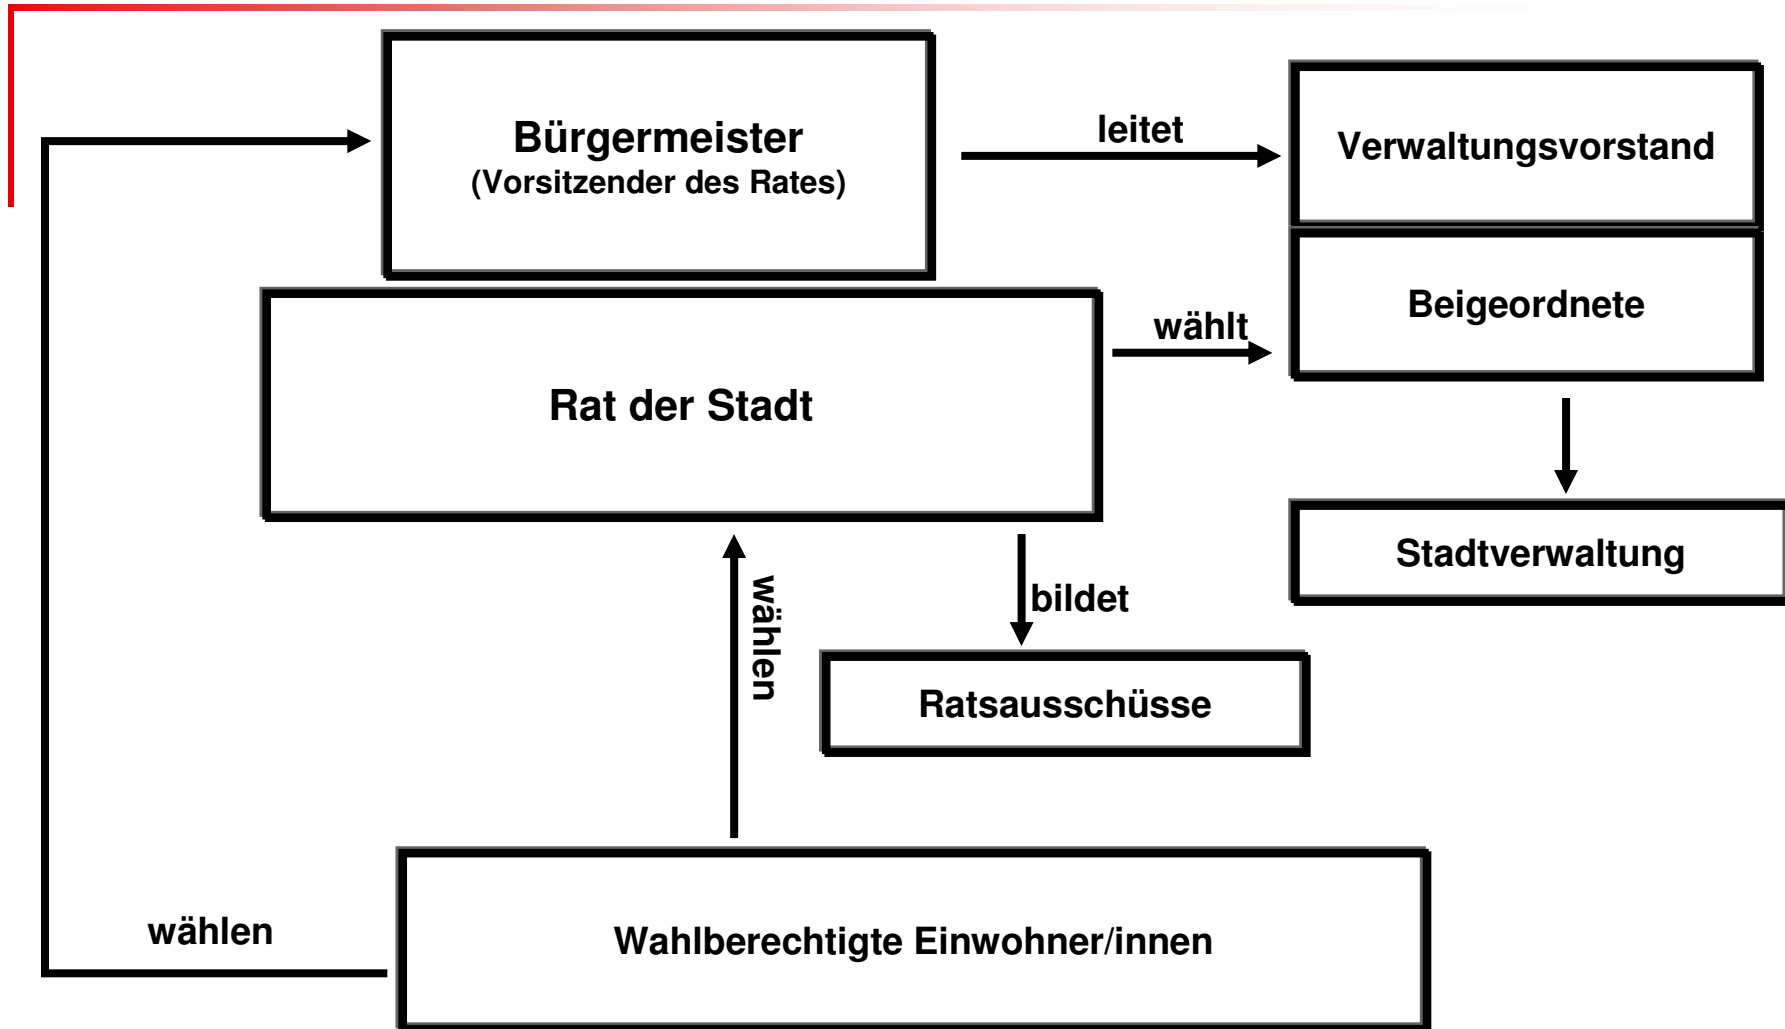 Bürgermeister
(Vorsitzender des Rates)
leitet
Verwaltungsvorstand
Beigeordnete
wählt
Rat der Stadt
Stadtverwaltung
wählen
bildet
Ratsausschüsse
wählen
Wahlberechtigte Einwohner/innen